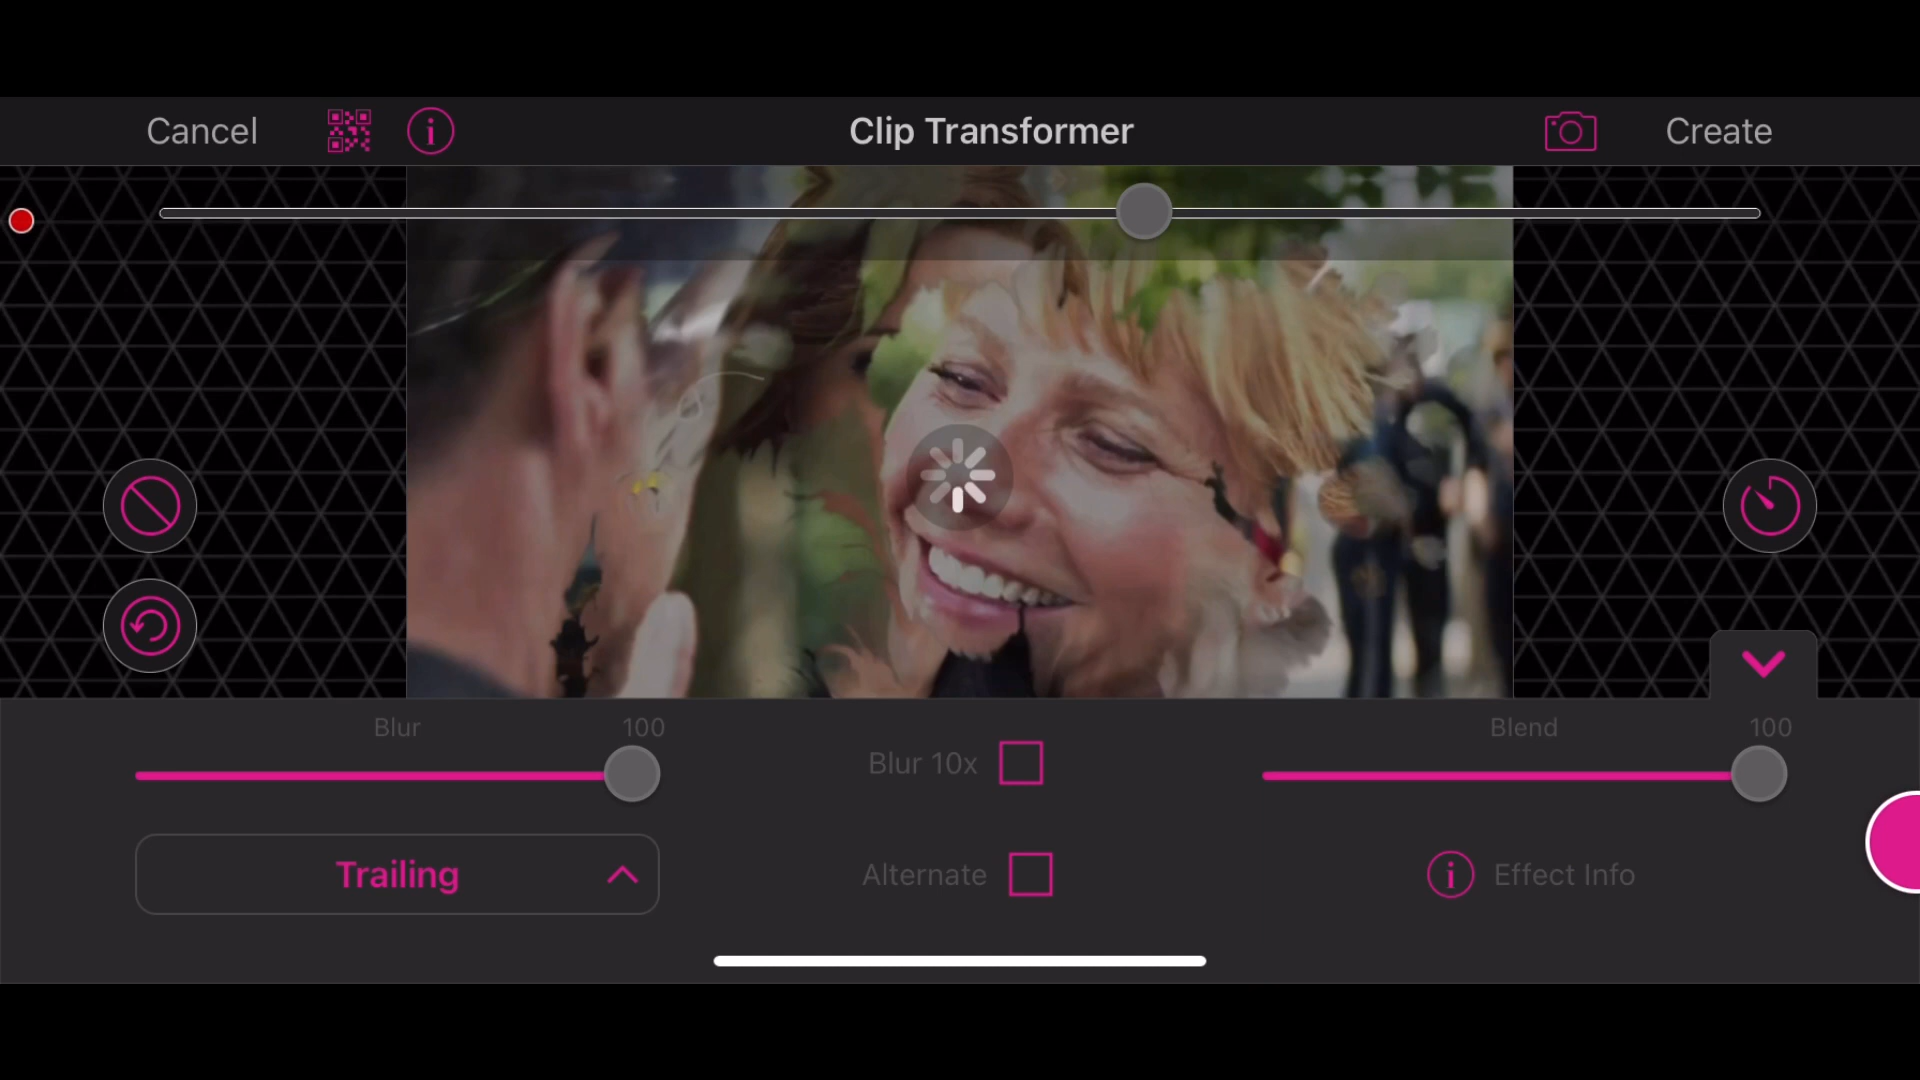 Cancel
Clip Transformer
Create
Blur 100
Blur 10x
Blend 100
Trailing
Alternate
Effect Info